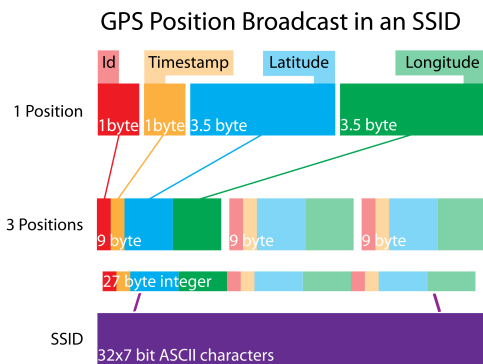 GPS Position Broadcast in an SSID
Id Timestamp Latitude Longitude
1 Position
1byte 1byte 3.5 byte 3.5 byte
3 Positions
9 byte 9 byte 9 byte
27 byte integer
SSID
32x7 bit ASCII characters